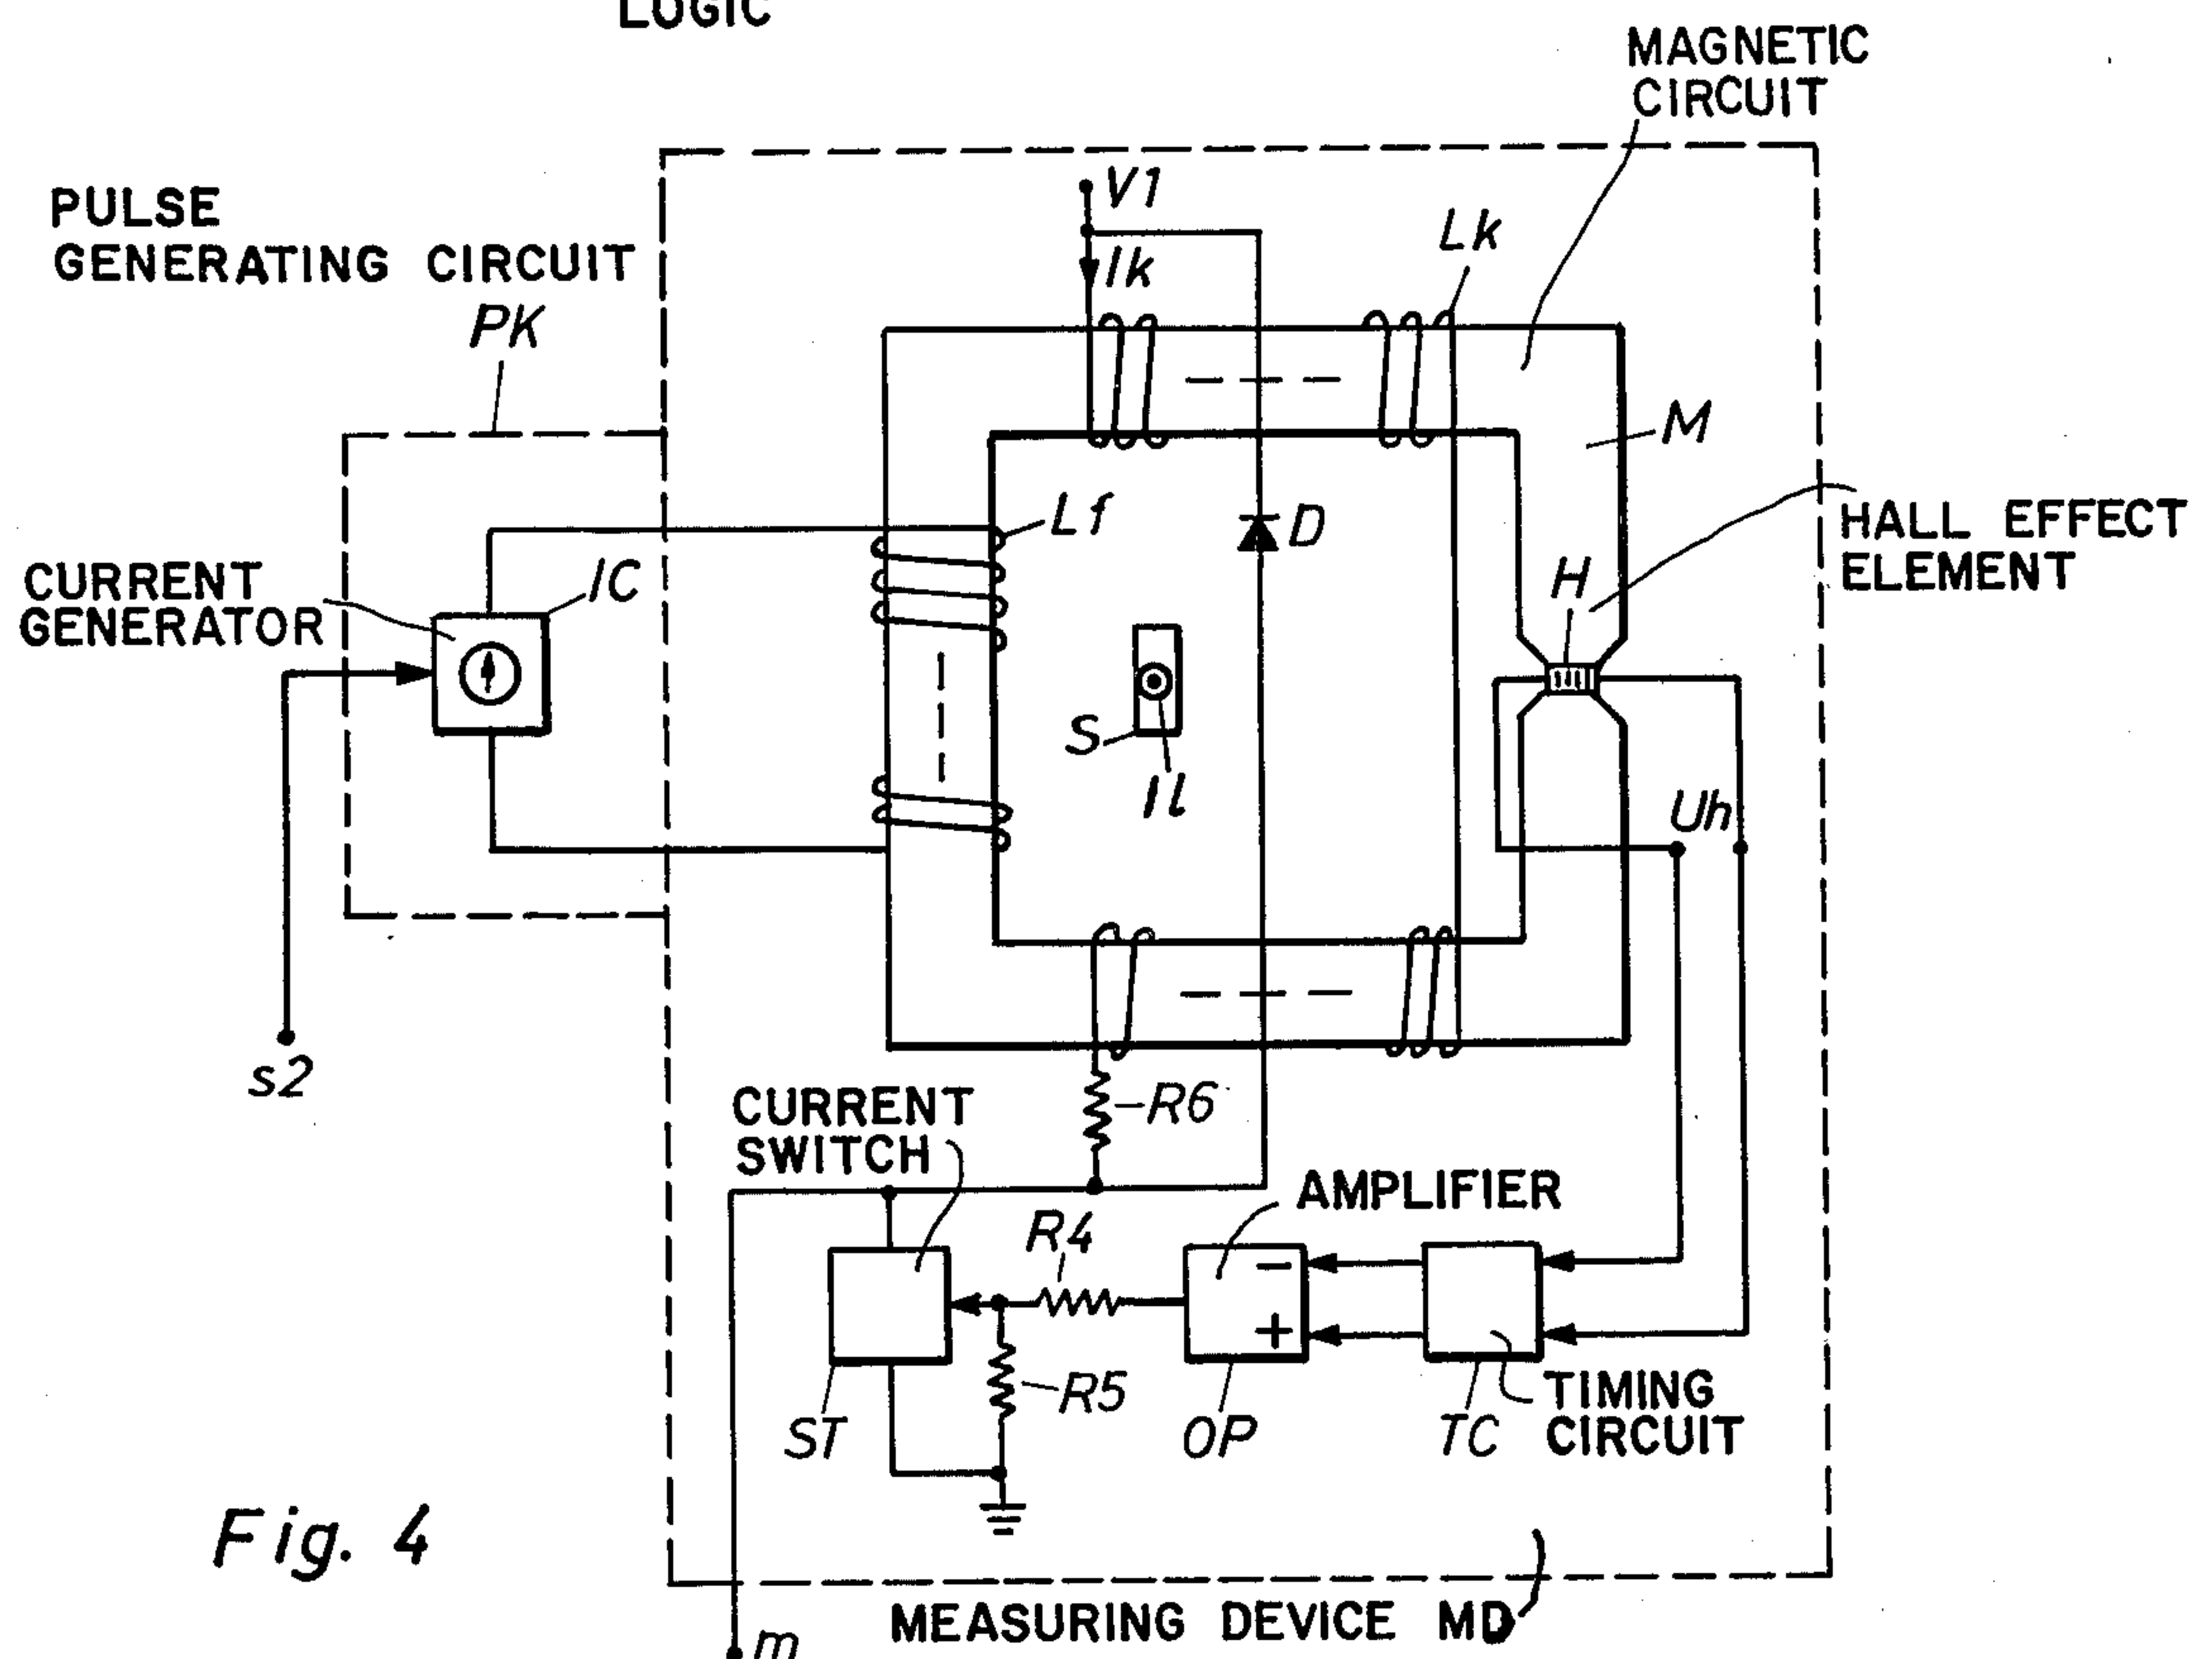 LOGIC
MAGNETIC
CIRCUIT
PULSE
GENERATING CIRCUIT
PK
V1
Ik
Lk
M
Lf
D
HALL EFFECT
ELEMENT
H
CURRENT
GENERATOR
IC
S
Il
Uh
s2
R6
CURRENT
SWITCH
AMPLIFIER
R4
−
+
R5
ST
OP
TC
TIMING
CIRCUIT
Fig. 4
MEASURING DEVICE MD
m